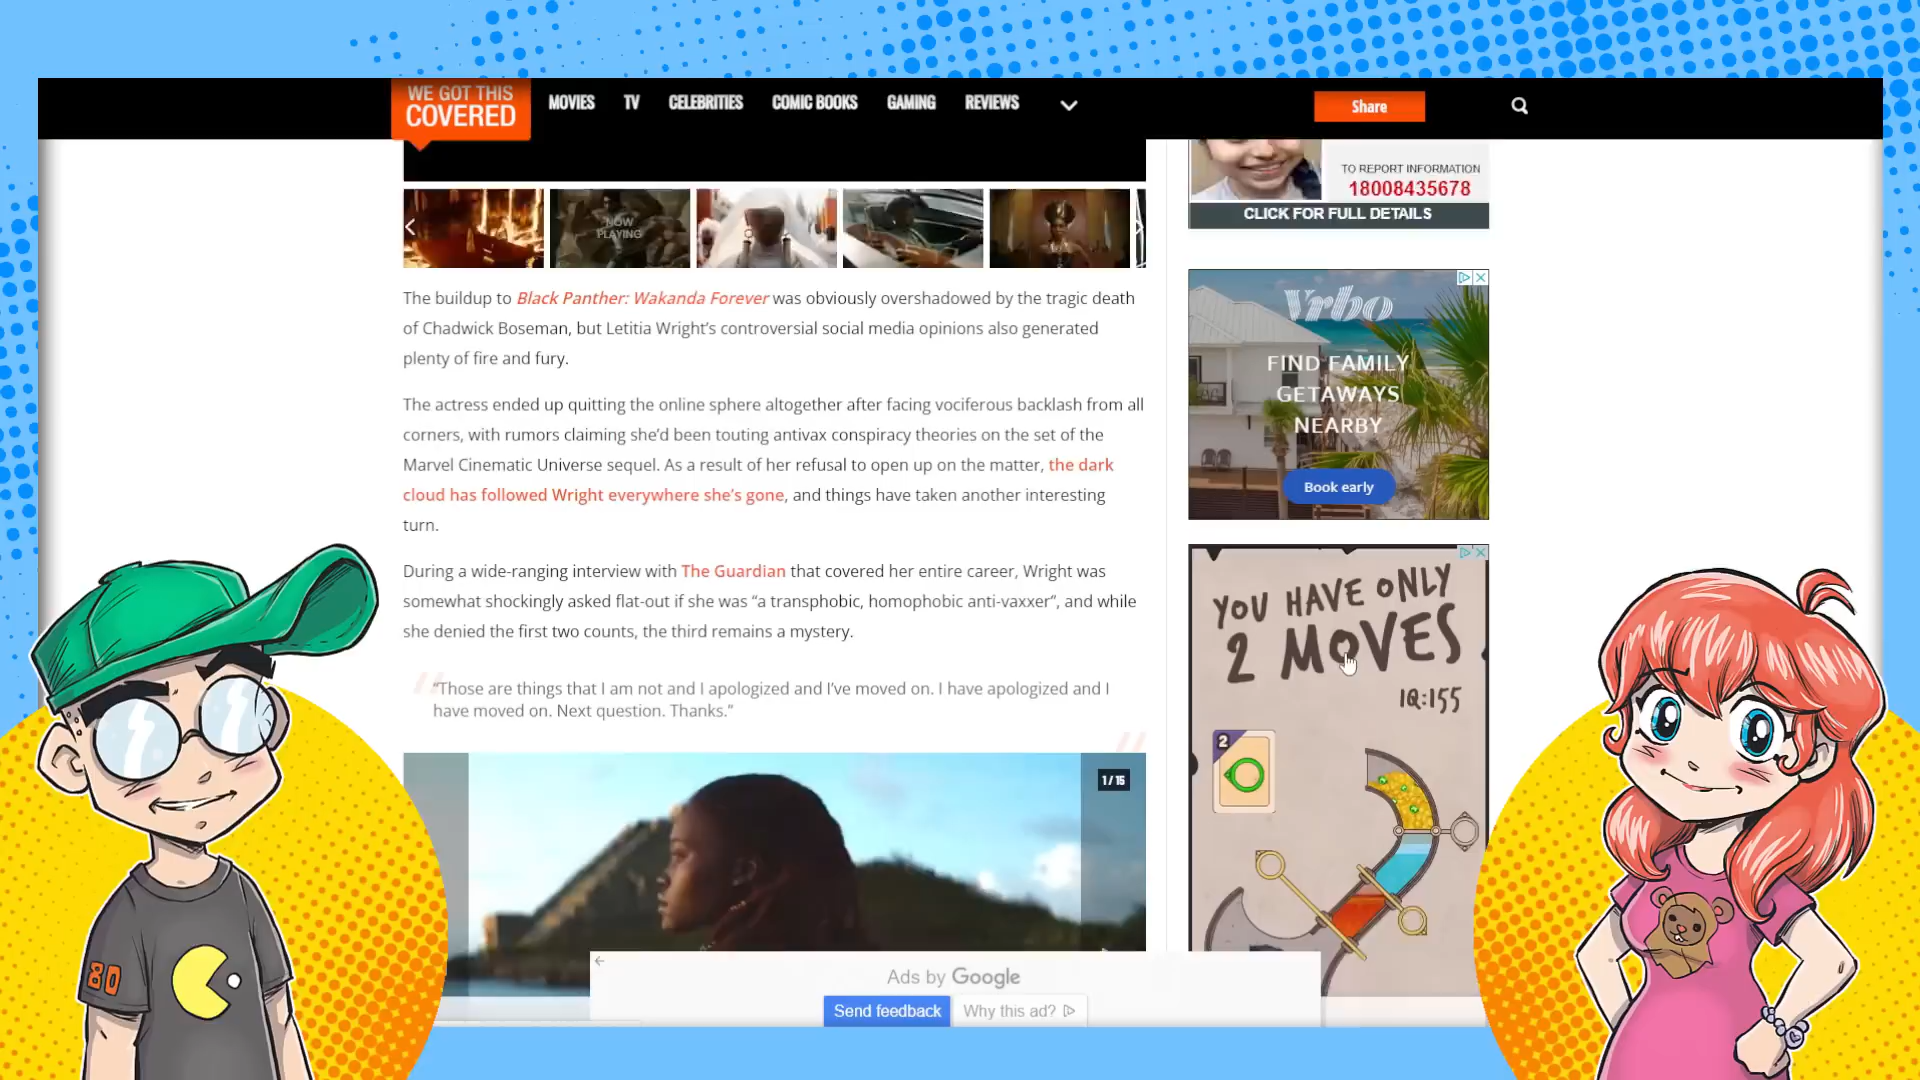 WE GOT THIS
COVERED
MOVIES
TV
CELEBRITIES
COMIC BOOKS
GAMING
REVIEWS
Share
TO REPORT INFORMATION
18008435678
CLICK FOR FULL DETAILS
NOW
PLAYING
The buildup to Black Panther: Wakanda Forever was obviously overshadowed by the tragic death
of Chadwick Boseman, but Letitia Wright's controversial social media opinions also generated
plenty of fire and fury.
The actress ended up quitting the online sphere altogether after facing vociferous backlash from all
corners, with rumors claiming she'd been touting antivax conspiracy theories on the set of the
Marvel Cinematic Universe sequel. As a result of her refusal to open up on the matter, the dark
cloud has followed Wright everywhere she's gone, and things have taken another interesting
turn.
During a wide-ranging interview with The Guardian that covered her entire career, Wright was
somewhat shockingly asked flat-out if she was "a transphobic, homophobic anti-vaxxer", and while
she denied the first two counts, the third remains a mystery.
"Those are things that I am not and I apologized and I've moved on. I have apologized and I
have moved on. Next question. Thanks."
1 / 15
Vrbo
FIND FAMILY
GETAWAYS
NEARBY
Book early
YOU HAVE ONLY
2 MOVES
IQ:155
2
Ads by Google
Send feedback
Why this ad?
80